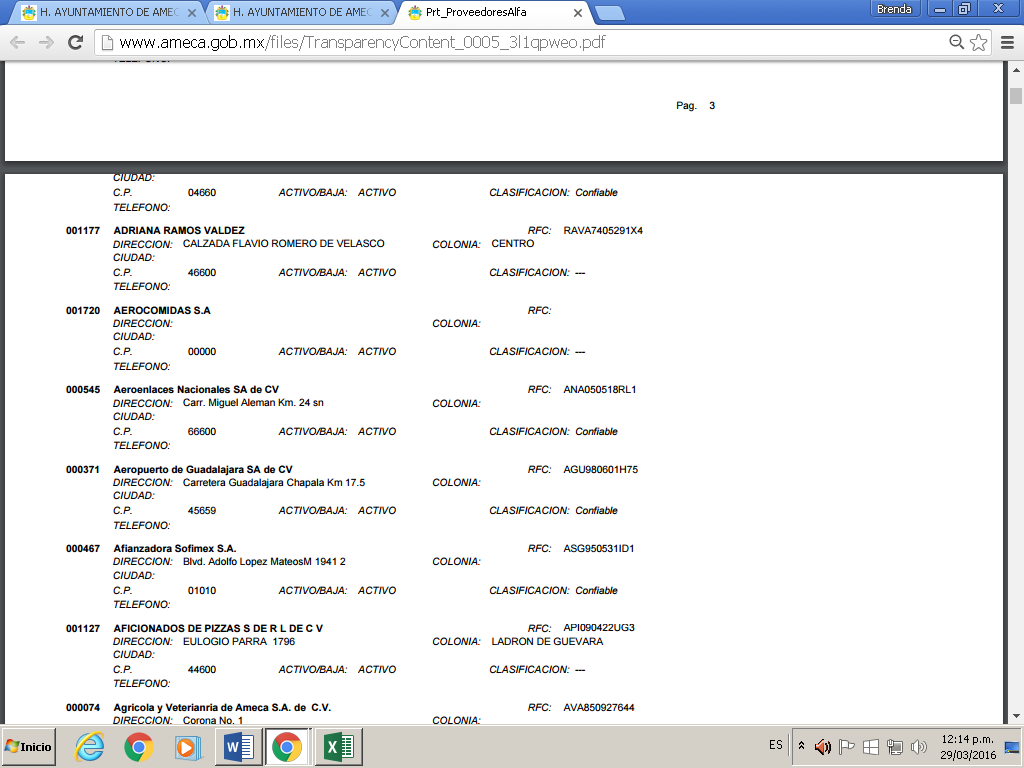 H. AYUNTAMIENTO DE AMEC
H. AYUNTAMIENTO DE AMEC
Prt_ProveedoresAlfa
Brenda
www.ameca.gob.mx/files/TransparencyContent_0005_3l1qpweo.pdf
TELEFONO:
Pag. 3
CIUDAD:
C.P. 04660 ACTIVO/BAJA: ACTIVO CLASIFICACION: Confiable
TELEFONO:
001177 ADRIANA RAMOS VALDEZ RFC: RAVA7405291X4
DIRECCION: CALZADA FLAVIO ROMERO DE VELASCO COLONIA: CENTRO
CIUDAD:
C.P. 46600 ACTIVO/BAJA: ACTIVO CLASIFICACION: ---
TELEFONO:
001720 AEROCOMIDAS S.A RFC:
DIRECCION: COLONIA:
CIUDAD:
C.P. 00000 ACTIVO/BAJA: ACTIVO CLASIFICACION: ---
TELEFONO:
000545 Aeroenlaces Nacionales SA de CV RFC: ANA050518RL1
DIRECCION: Carr. Miguel Aleman Km. 24 sn COLONIA:
CIUDAD:
C.P. 66600 ACTIVO/BAJA: ACTIVO CLASIFICACION: Confiable
TELEFONO:
000371 Aeropuerto de Guadalajara SA de CV RFC: AGU980601H75
DIRECCION: Carretera Guadalajara Chapala Km 17.5 COLONIA:
CIUDAD:
C.P. 45659 ACTIVO/BAJA: ACTIVO CLASIFICACION: Confiable
TELEFONO:
000467 Afianzadora Sofimex S.A. RFC: ASG950531ID1
DIRECCION: Blvd. Adolfo Lopez MateosM 1941 2 COLONIA:
CIUDAD:
C.P. 01010 ACTIVO/BAJA: ACTIVO CLASIFICACION: Confiable
TELEFONO:
001127 AFICIONADOS DE PIZZAS S DE R L DE C V RFC: API090422UG3
DIRECCION: EULOGIO PARRA 1796 COLONIA: LADRON DE GUEVARA
CIUDAD:
C.P. 44600 ACTIVO/BAJA: ACTIVO CLASIFICACION: ---
TELEFONO:
000074 Agricola y Veterianria de Ameca S.A. de C.V. RFC: AVA850927644
DIRECCION: Corona No. 1 COLONIA:
Inicio
ES
12:14 p.m.
29/03/2016